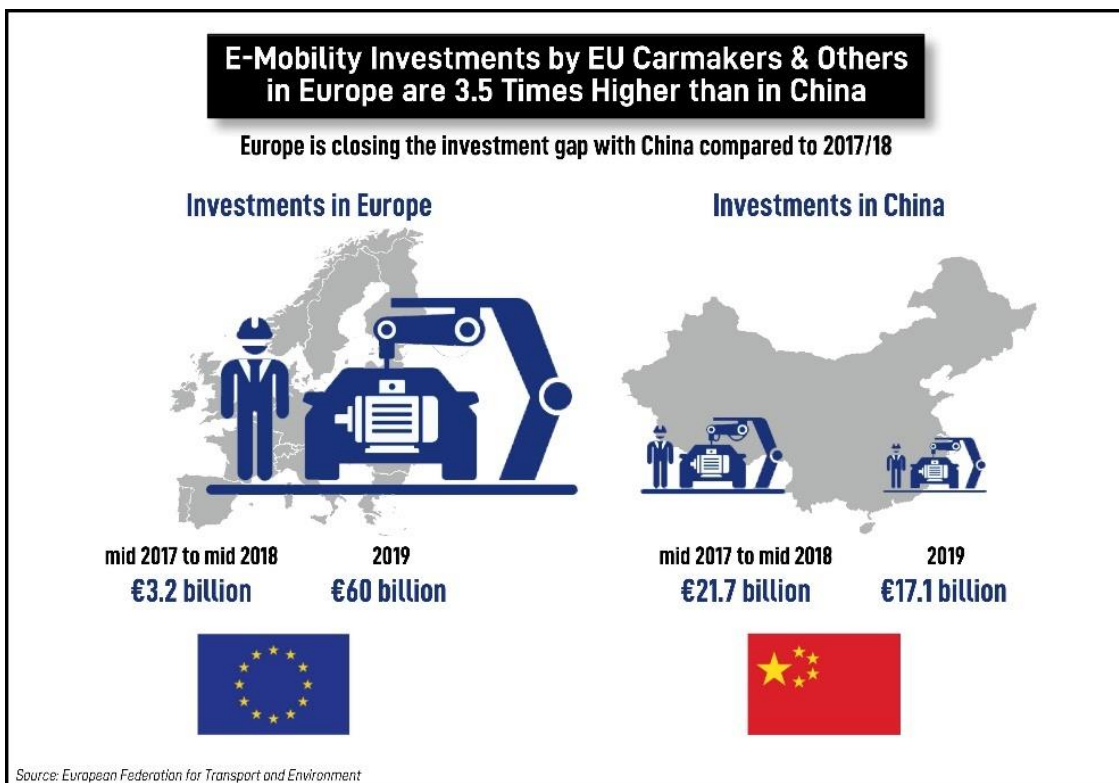 E-Mobility Investments by EU Carmakers & Others
in Europe are 3.5 Times Higher than in China
Europe is closing the investment gap with China compared to 2017/18
Investments in Europe
mid 2017 to mid 2018
€3.2 billion
2019
€60 billion
Investments in China
mid 2017 to mid 2018
€21.7 billion
2019
€17.1 billion
Source: European Federation for Transport and Environment